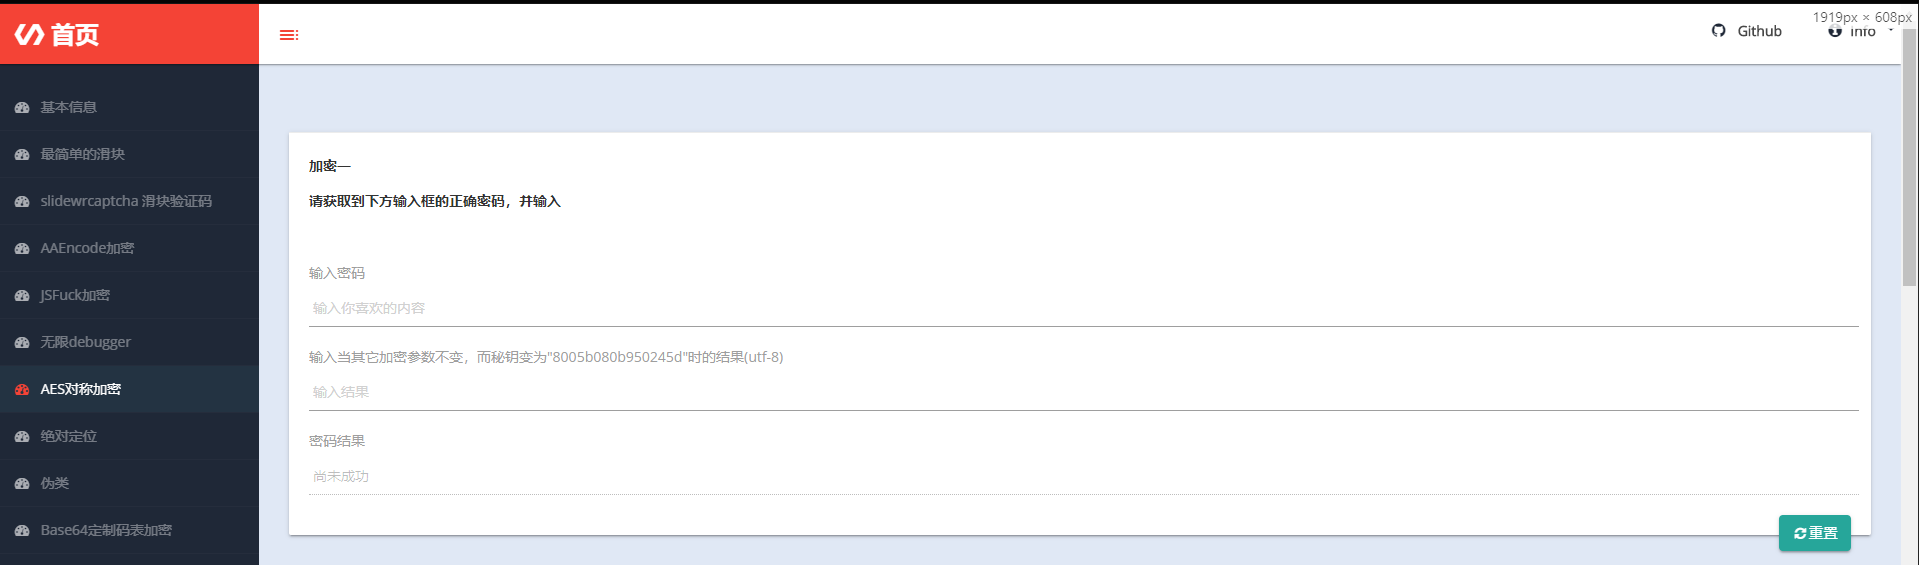 首页
1919px × 608px
Github
Info
基本信息
最简单的滑块
slidewrcaptcha 滑块验证码
AAEncode加密
JSFuck加密
无限debugger
AES对称加密
绝对定位
伪类
Base64定制码表加密
加密一
请获取到下方输入框的正确密码，并输入
输入密码
输入你喜欢的内容
输入当其它加密参数不变，而秘钥变为"8005b080b950245d"时的结果(utf-8)
输入结果
密码结果
尚未成功
重置